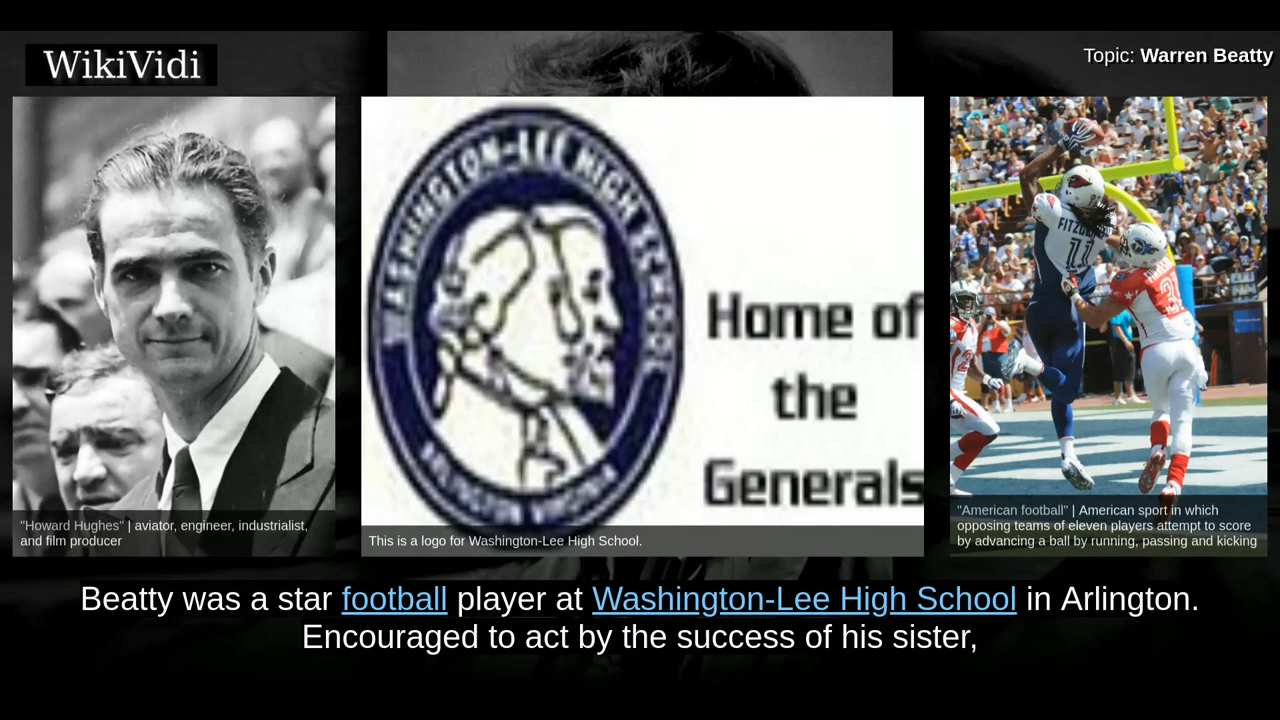 WikiVidi
Topic: Warren Beatty
WASHINGTON-LEE HIGH SCHOOL
ARLINGTON VIRGINIA
Home of
the
Generals
FITZG
11
31
"Howard Hughes" | aviator, engineer, industrialist,
and film producer
This is a logo for Washington-Lee High School.
"American football" | American sport in which
opposing teams of eleven players attempt to score
by advancing a ball by running, passing and kicking
Beatty was a star football player at Washington-Lee High School in Arlington.
Encouraged to act by the success of his sister,